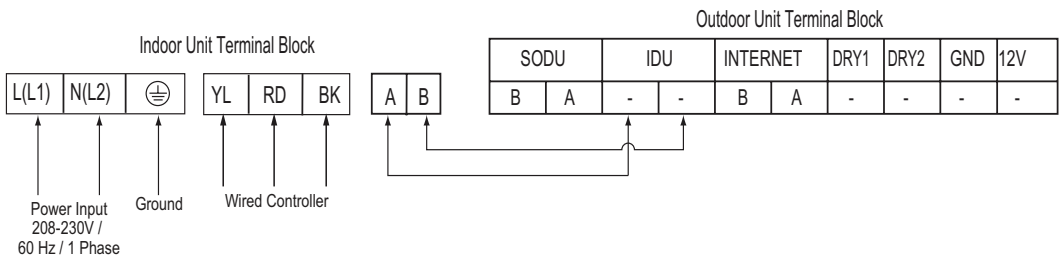 Outdoor Unit Terminal Block
Indoor Unit Terminal Block
SODU IDU INTERNET DRY1 DRY2 GND 12V
B A - - B A - - - -
L(L1) N(L2) YL RD BK A B
Power Input
208-230V /
60 Hz / 1 Phase
Ground
Wired Controller